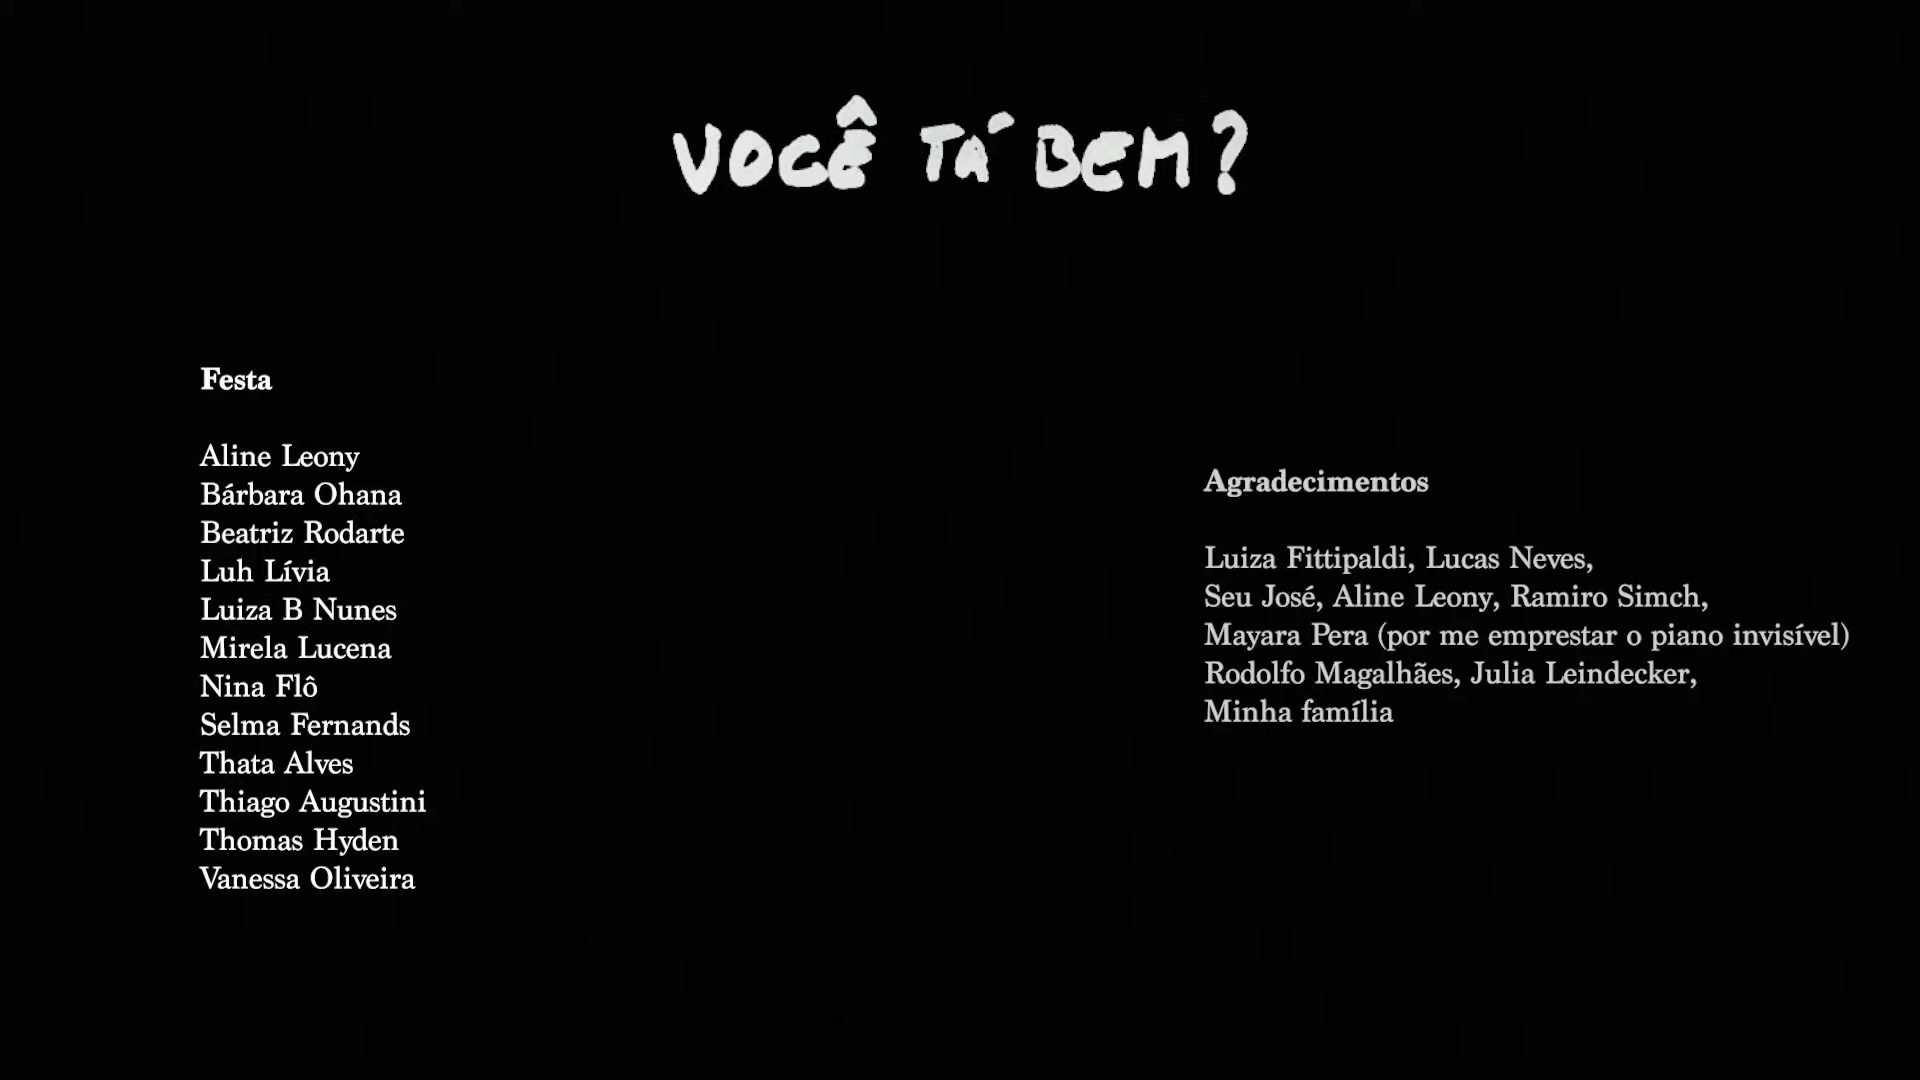 VOCÊ TÁ BEM?
Festa
Aline Leony
Bárbara Ohana
Beatriz Rodarte
Luh Lívia
Luiza B Nunes
Mirela Lucena
Nina Flô
Selma Fernands
Thata Alves
Thiago Augustini
Thomas Hyden
Vanessa Oliveira
Agradecimentos
Luiza Fittipaldi, Lucas Neves,
Seu José, Aline Leony, Ramiro Simch,
Mayara Pera (por me emprestar o piano invisível)
Rodolfo Magalhães, Julia Leindecker,
Minha família